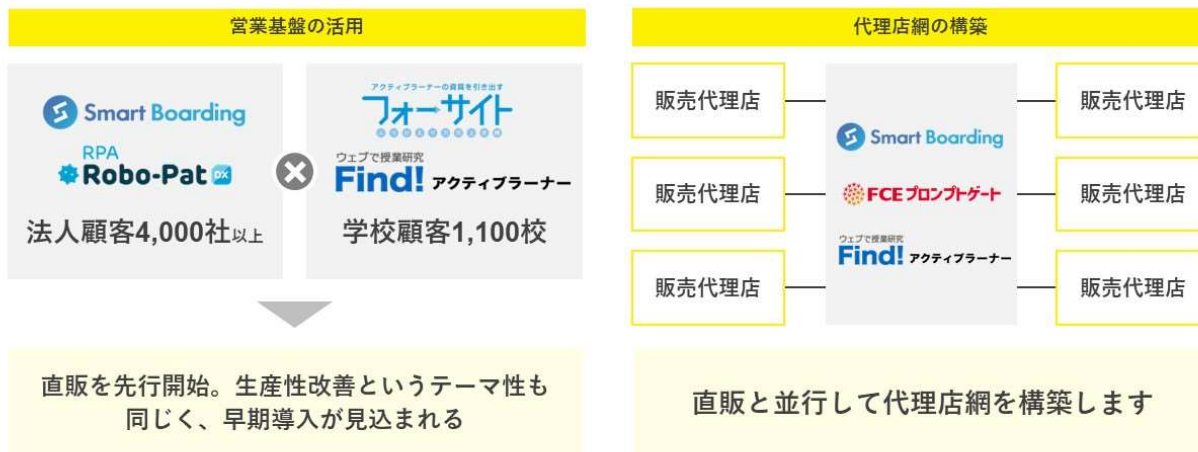 営業基盤の活用
Smart Boarding
RPA
Robo-Pat DX
法人顧客4,000社以上
アクティブラーナーの資質を引き出す
フォーサイト
ウェブで授業研究
Find! アクティブラーナー
学校顧客1,100校
直販を先行開始。生産性改善というテーマ性も
同じく、早期導入が見込まれる
代理店網の構築
販売代理店
販売代理店
販売代理店
Smart Boarding
FCE プロンプトゲート
ウェブで授業研究
Find! アクティブラーナー
販売代理店
販売代理店
販売代理店
直販と並行して代理店網を構築します